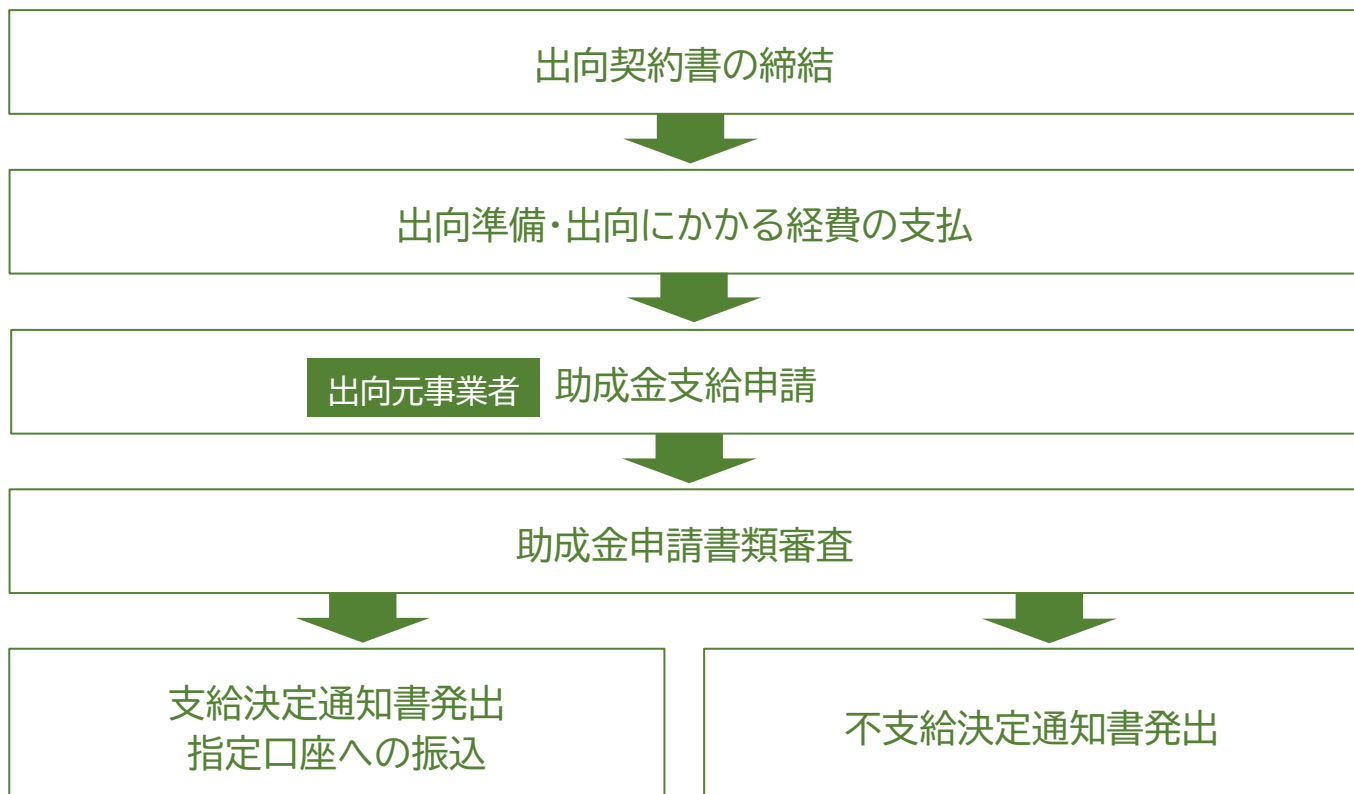 出向契約書の締結
出向準備・出向にかかる経費の支払
出向元事業者 助成金支給申請
助成金申請書類審査
支給決定通知書発出
指定口座への振込
不支給決定通知書発出